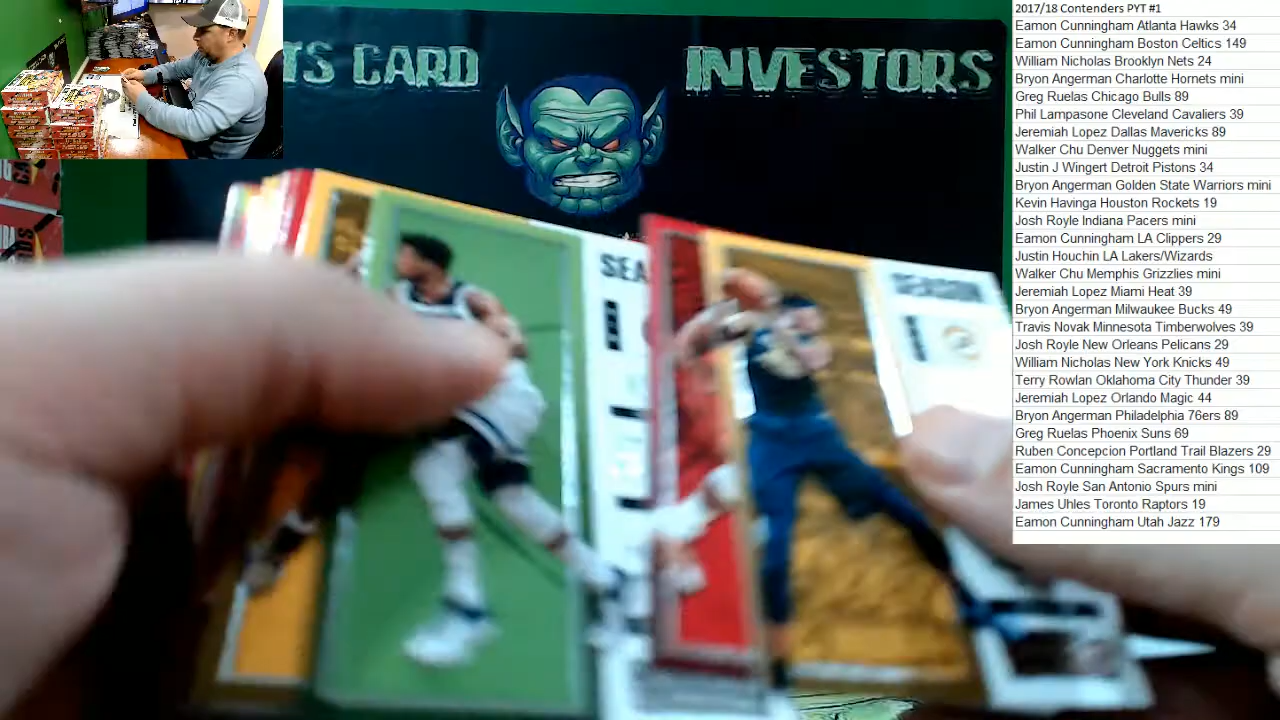 TS CARD INVESTORS
SEA
SEASON
2017/18 Contenders PYT #1
Eamon Cunningham Atlanta Hawks 34
Eamon Cunningham Boston Celtics 149
William Nicholas Brooklyn Nets 24
Bryon Angerman Charlotte Hornets mini
Greg Ruelas Chicago Bulls 89
Phil Lampasone Cleveland Cavaliers 39
Jeremiah Lopez Dallas Mavericks 89
Walker Chu Denver Nuggets mini
Justin J Wingert Detroit Pistons 34
Bryon Angerman Golden State Warriors mini
Kevin Havinga Houston Rockets 19
Josh Royle Indiana Pacers mini
Eamon Cunningham LA Clippers 29
Justin Houchin LA Lakers/Wizards
Walker Chu Memphis Grizzlies mini
Jeremiah Lopez Miami Heat 39
Bryon Angerman Milwaukee Bucks 49
Travis Novak Minnesota Timberwolves 39
Josh Royle New Orleans Pelicans 29
William Nicholas New York Knicks 49
Terry Rowlan Oklahoma City Thunder 39
Jeremiah Lopez Orlando Magic 44
Bryon Angerman Philadelphia 76ers 89
Greg Ruelas Phoenix Suns 69
Ruben Concepcion Portland Trail Blazers 29
Eamon Cunningham Sacramento Kings 109
Josh Royle San Antonio Spurs mini
James Uhles Toronto Raptors 19
Eamon Cunningham Utah Jazz 179